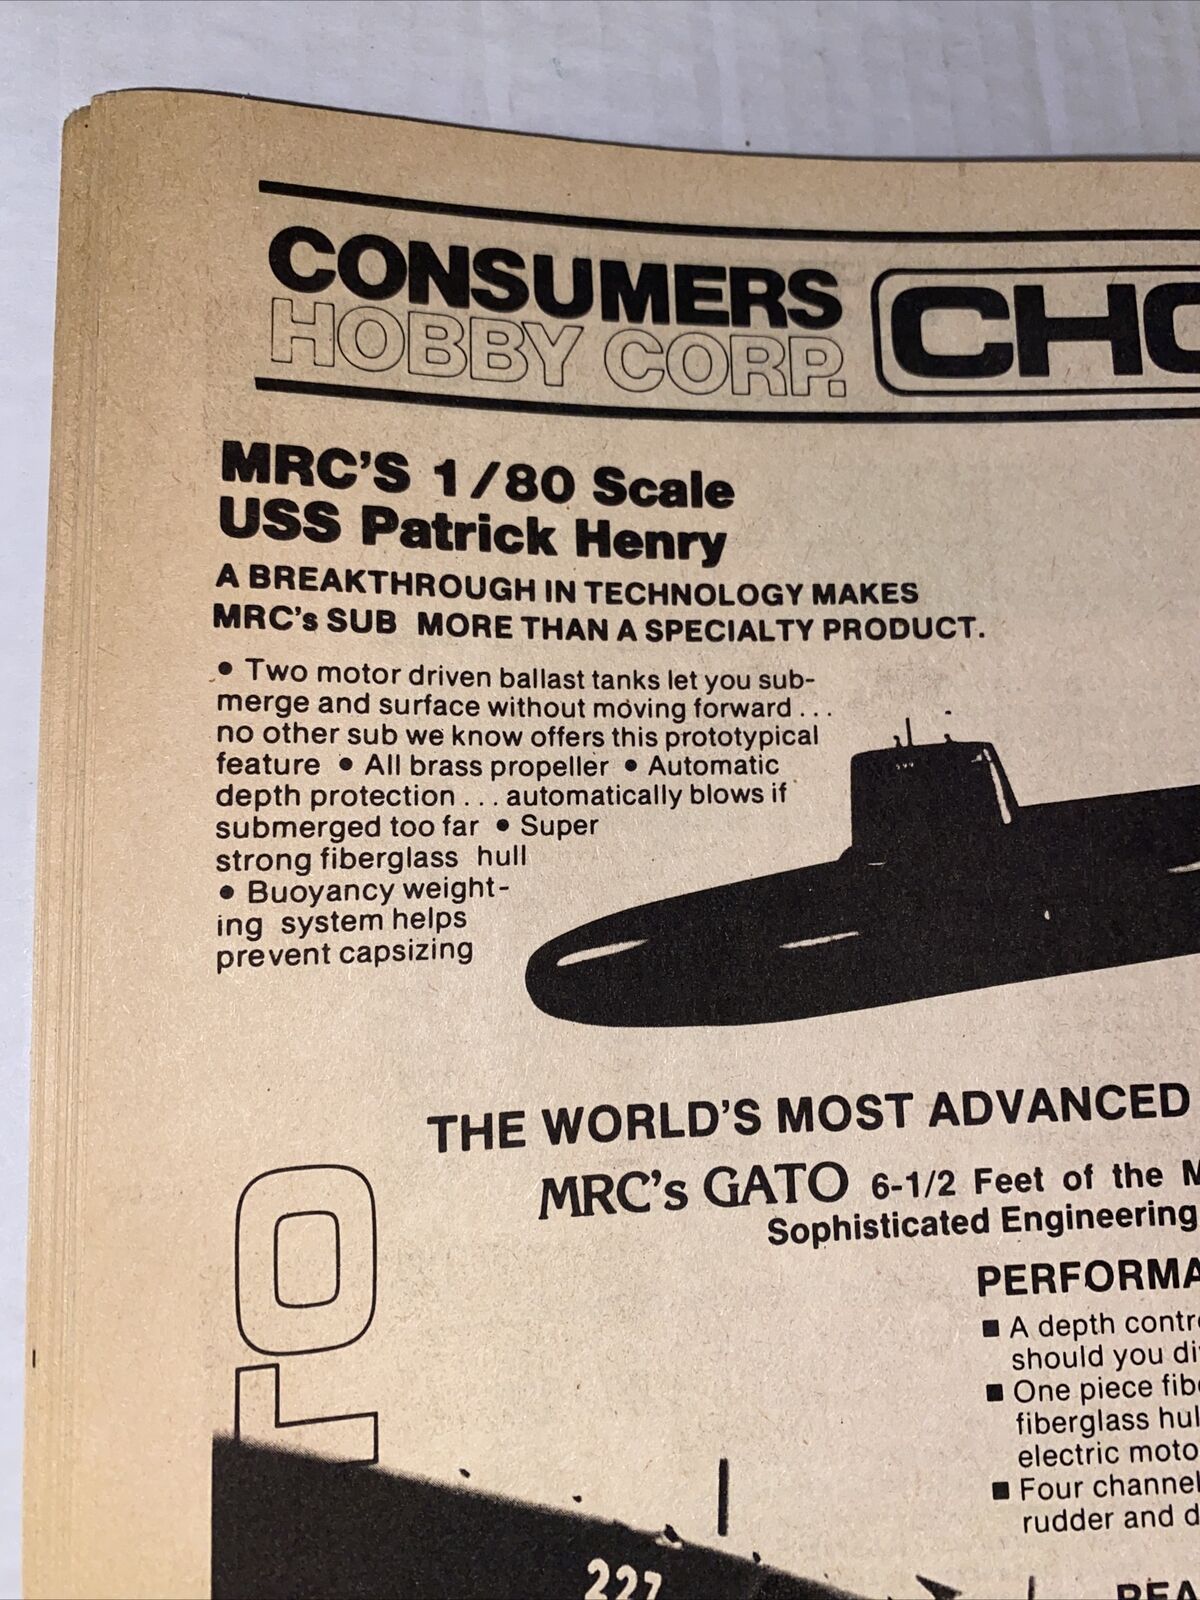 CONSUMERS
HOBBY CORP.
MRC'S 1/80 Scale
USS Patrick Henry
A BREAKTHROUGH IN TECHNOLOGY MAKES
MRC's SUB MORE THAN A SPECIALTY PRODUCT.
• Two motor driven ballast tanks let you sub-
merge and surface without moving forward...
no other sub we know offers this prototypical
feature • All brass propeller • Automatic
depth protection... automatically blows if
submerged too far • Super
strong fiberglass hull
• Buoyancy weight-
ing system helps
prevent capsizing
THE WORLD'S MOST ADVANCED
MRC's GATO 6-1/2 Feet of the
Sophisticated Engineering
■ A depth
should you
■ One piece
fiberglass
electric
■ Four
rudder and
227